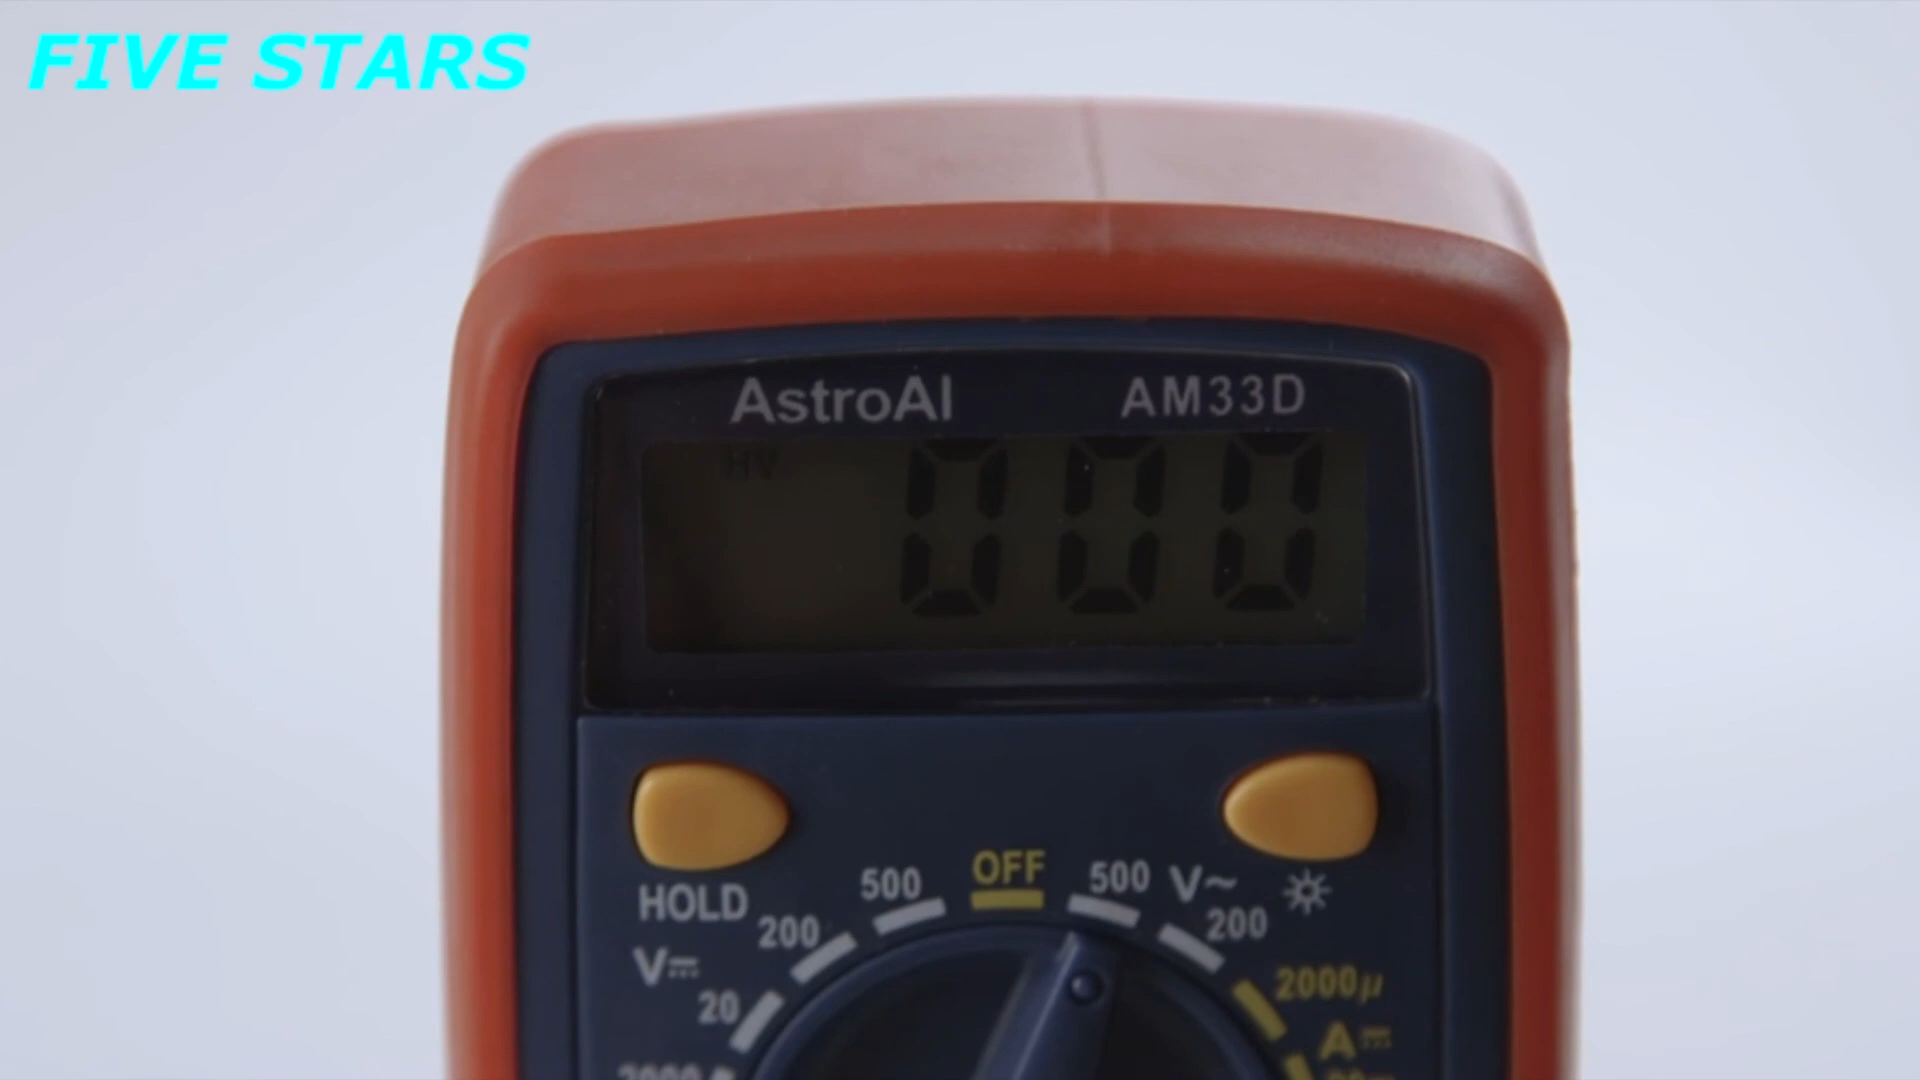 FIVE STARS
AstroAI AM33D
HV
000
OFF
500 500 V~
HOLD 200 200
V⎓
20 2000µ
A⎓